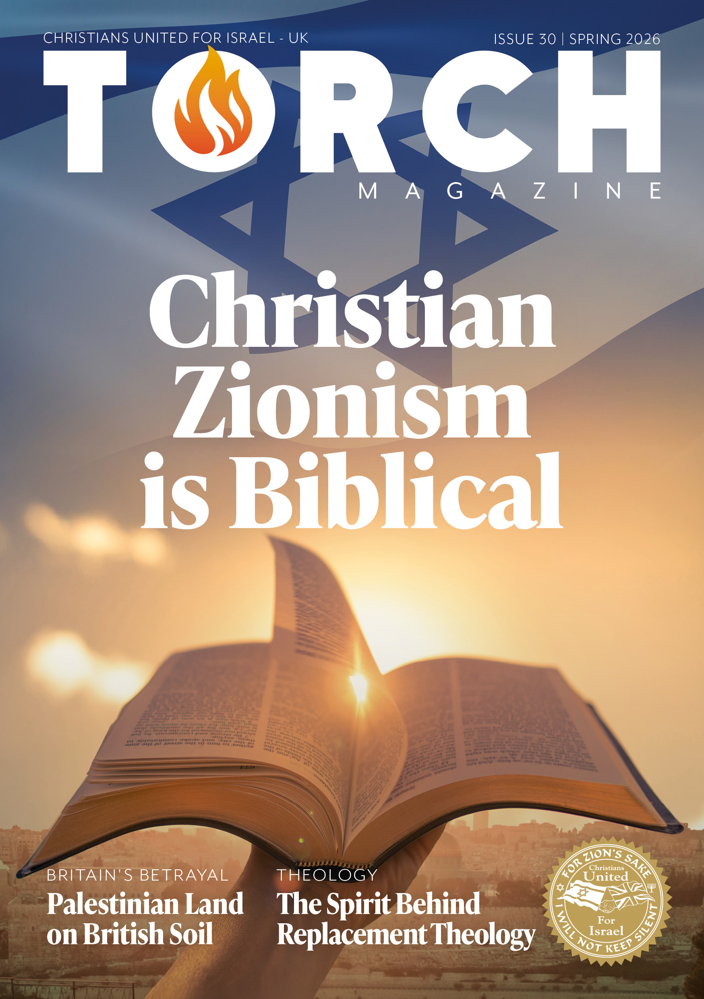 CHRISTIANS UNITED FOR ISRAEL - UK
ISSUE 30 | SPRING 2026
TORCH
MAGAZINE
Christian
Zionism
is Biblical
671
BRITAIN'S BETRAYAL
Palestinian Land
on British Soil
THEOLOGY
The Spirit Behind
Replacement Theology
FOR ZION'S SAKE
Christians
United
For
Israel
I WILL NOT KEEP SILENT